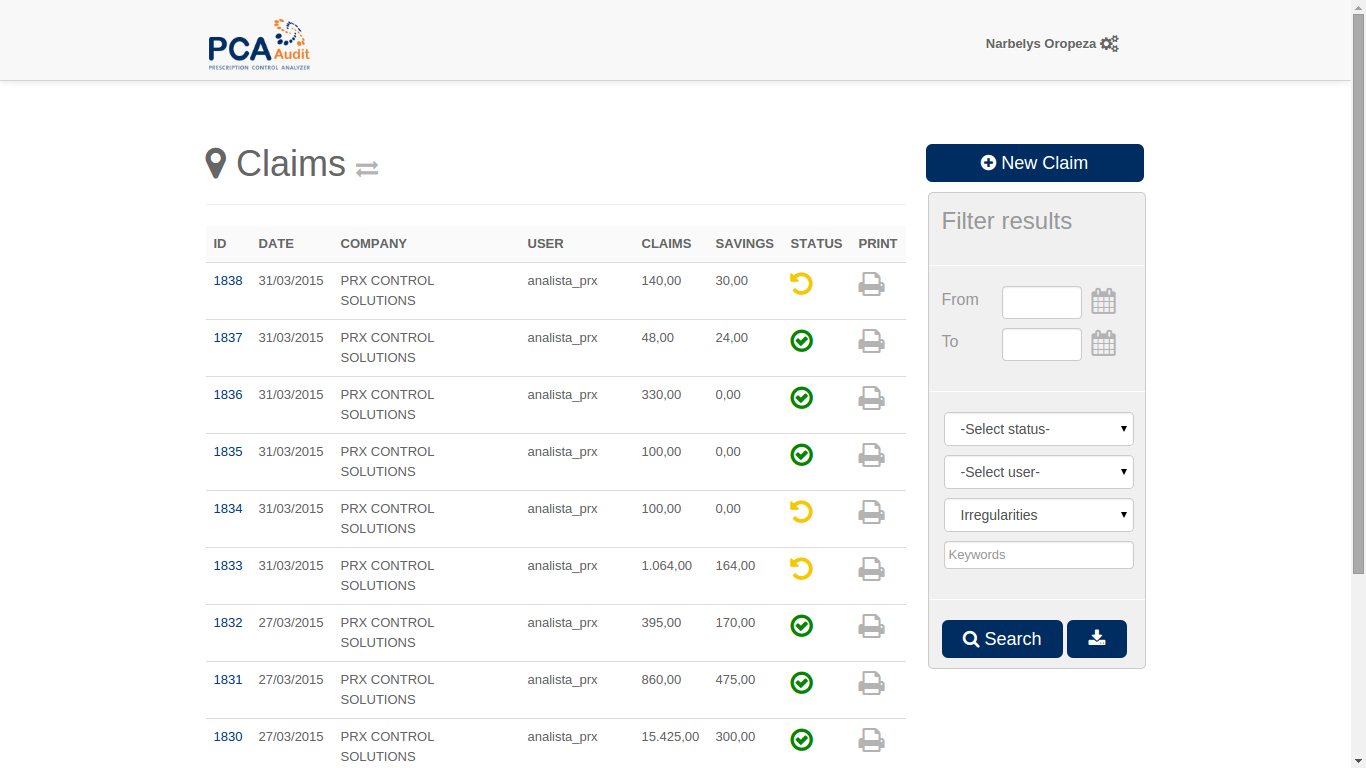 PCA Audit
PRESCRIPTION CONTROL ANALYZER
Narbelys Oropeza
Claims
New Claim
ID DATE COMPANY USER CLAIMS SAVINGS STATUS PRINT
1838 31/03/2015 PRX CONTROL analista_prx 140,00 30,00
SOLUTIONS
1837 31/03/2015 PRX CONTROL analista_prx 48,00 24,00
SOLUTIONS
1836 31/03/2015 PRX CONTROL analista_prx 330,00 0,00
SOLUTIONS
1835 31/03/2015 PRX CONTROL analista_prx 100,00 0,00
SOLUTIONS
1834 31/03/2015 PRX CONTROL analista_prx 100,00 0,00
SOLUTIONS
1833 31/03/2015 PRX CONTROL analista_prx 1.064,00 164,00
SOLUTIONS
1832 27/03/2015 PRX CONTROL analista_prx 395,00 170,00
SOLUTIONS
1831 27/03/2015 PRX CONTROL analista_prx 860,00 475,00
SOLUTIONS
1830 27/03/2015 PRX CONTROL analista_prx 15.425,00 300,00
SOLUTIONS
Filter results
From
To
-Select status-
-Select user-
Irregularities
Keywords
Search